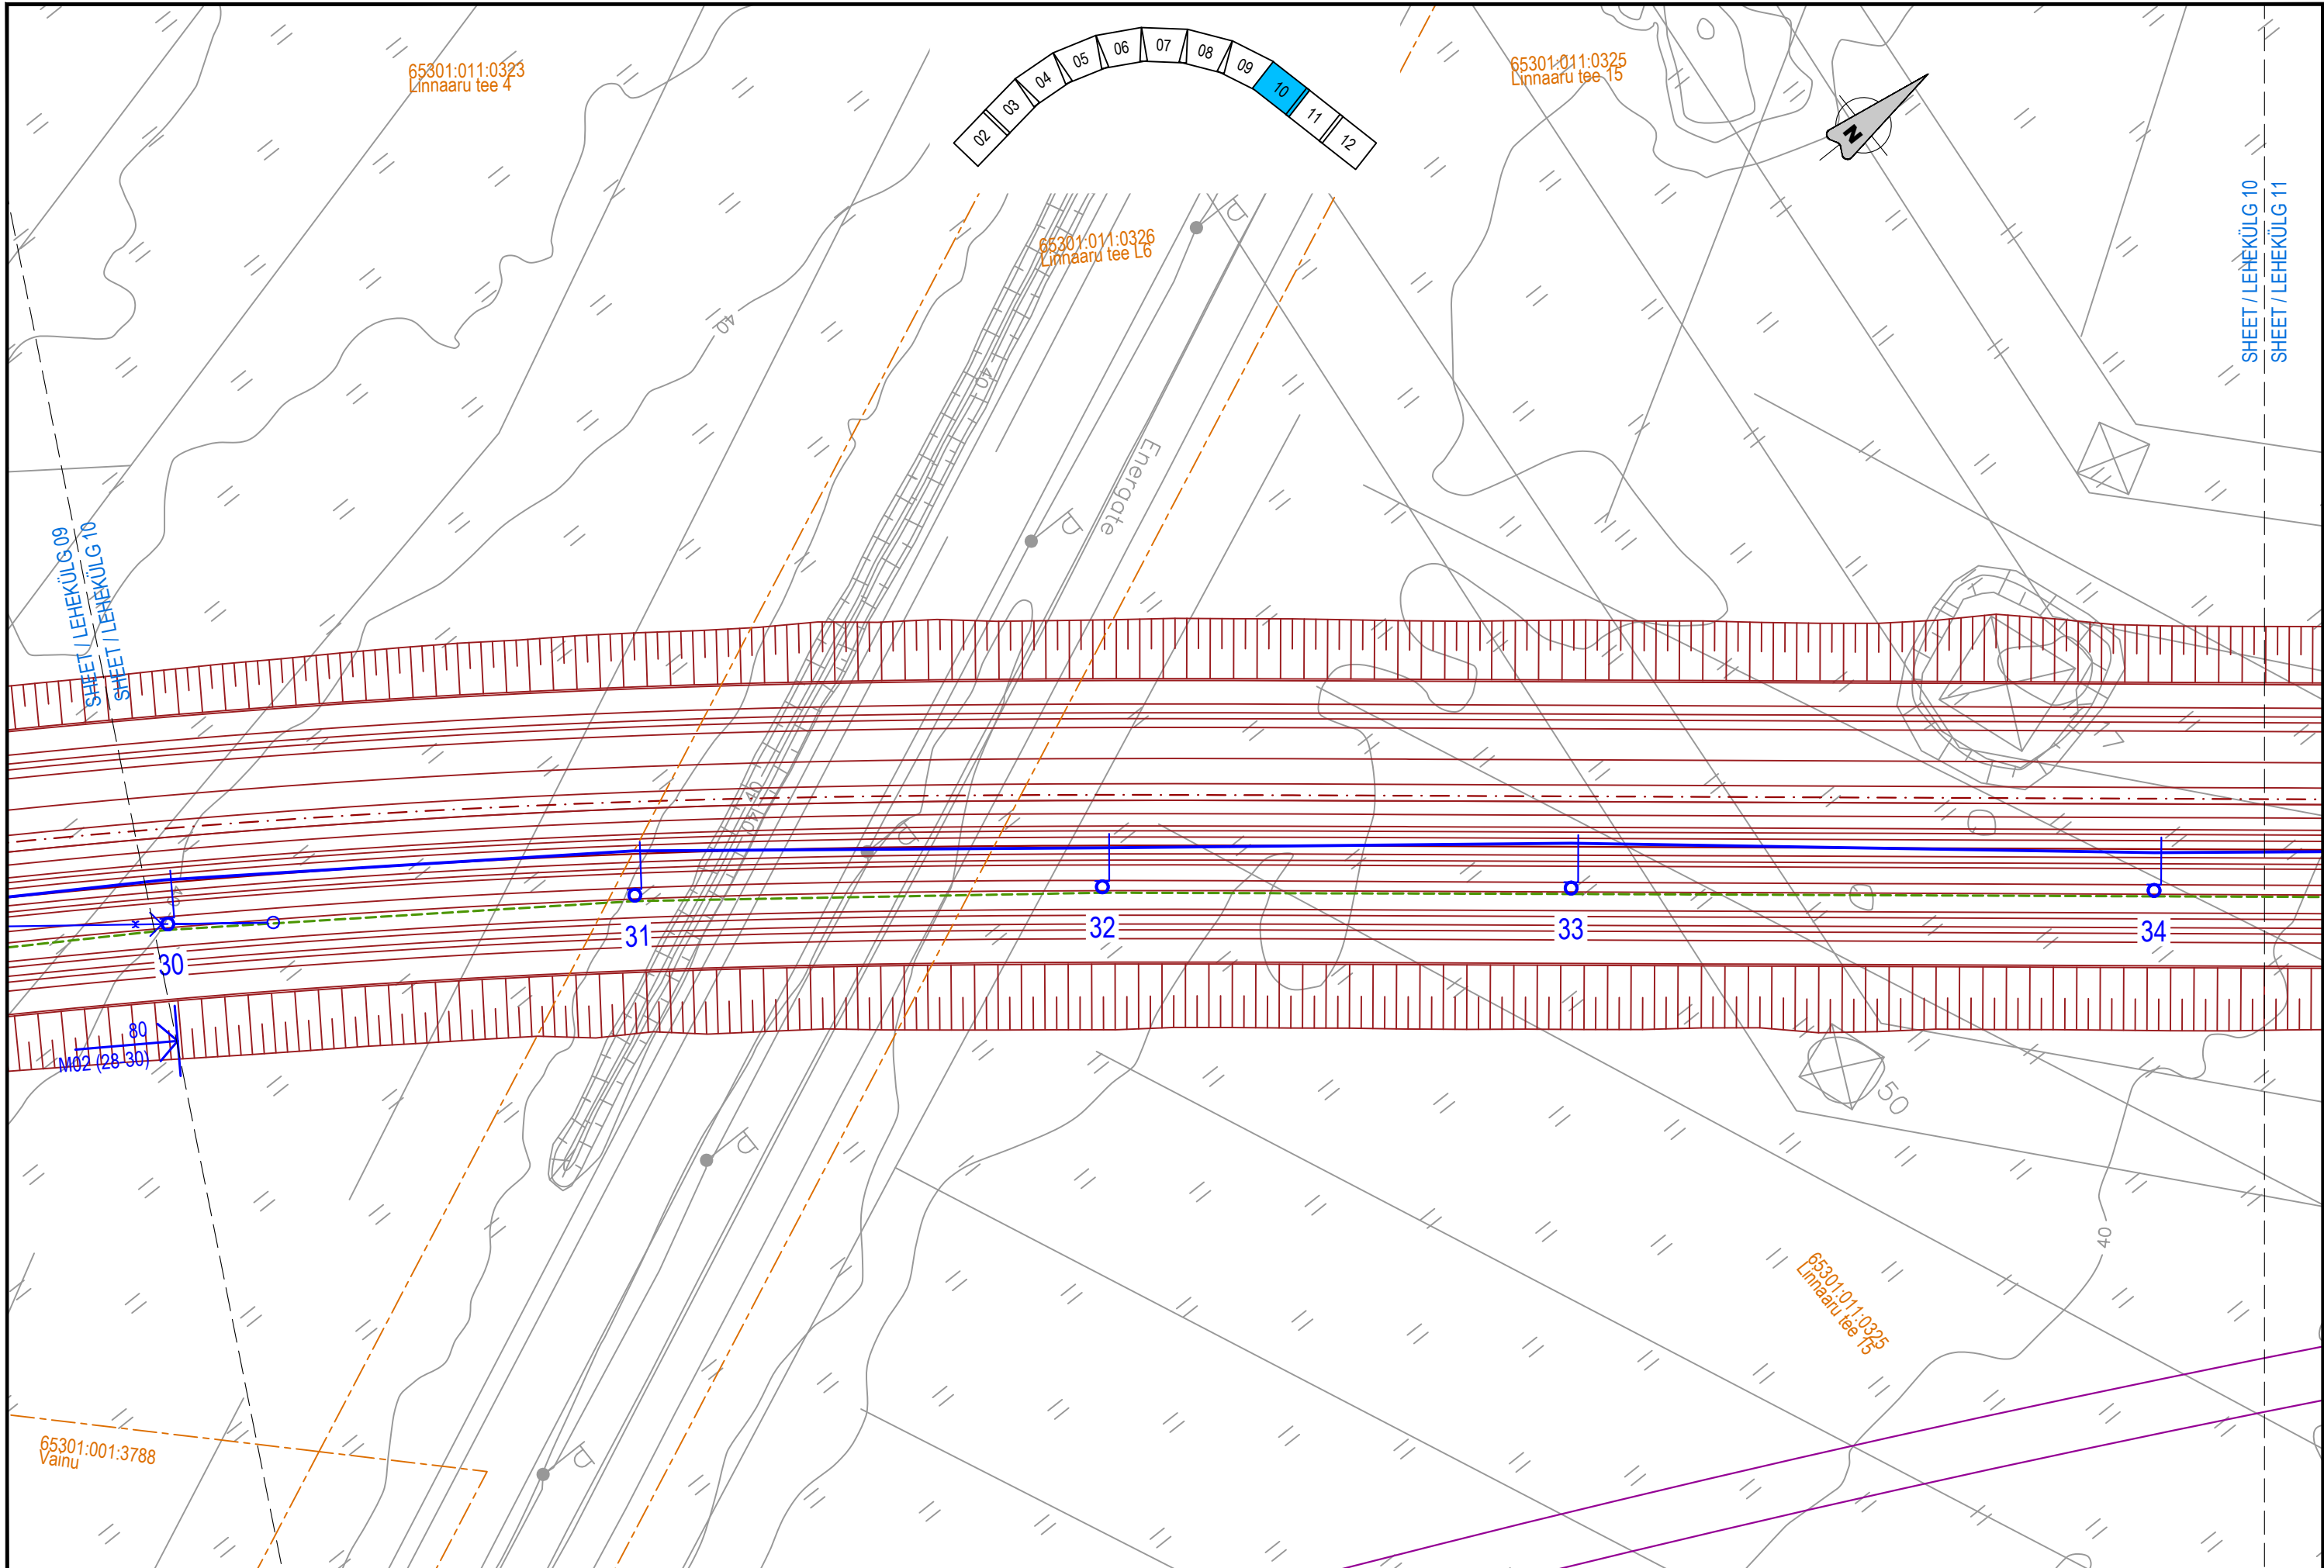 65301:011:0323
Linnaaru tee 4
02
03
04
05
06
07
08
09
10
11
12
65301:011:0325
Linnaaru tee 15
N
65301:011:0326
Linnaaru tee L6
SHEET / LEHEKÜLG 10
SHEET / LEHEKÜLG 11
40
40
P
P
Energate
SHEET / LEHEKÜLG 09
SHEET / LEHEKÜLG 10
40
40
P
30
31
32
33
34
80
M02 (28-30)
P
50
40
65301:011:0325
Linnaaru tee 15
65301:001:3788
Vainu
P